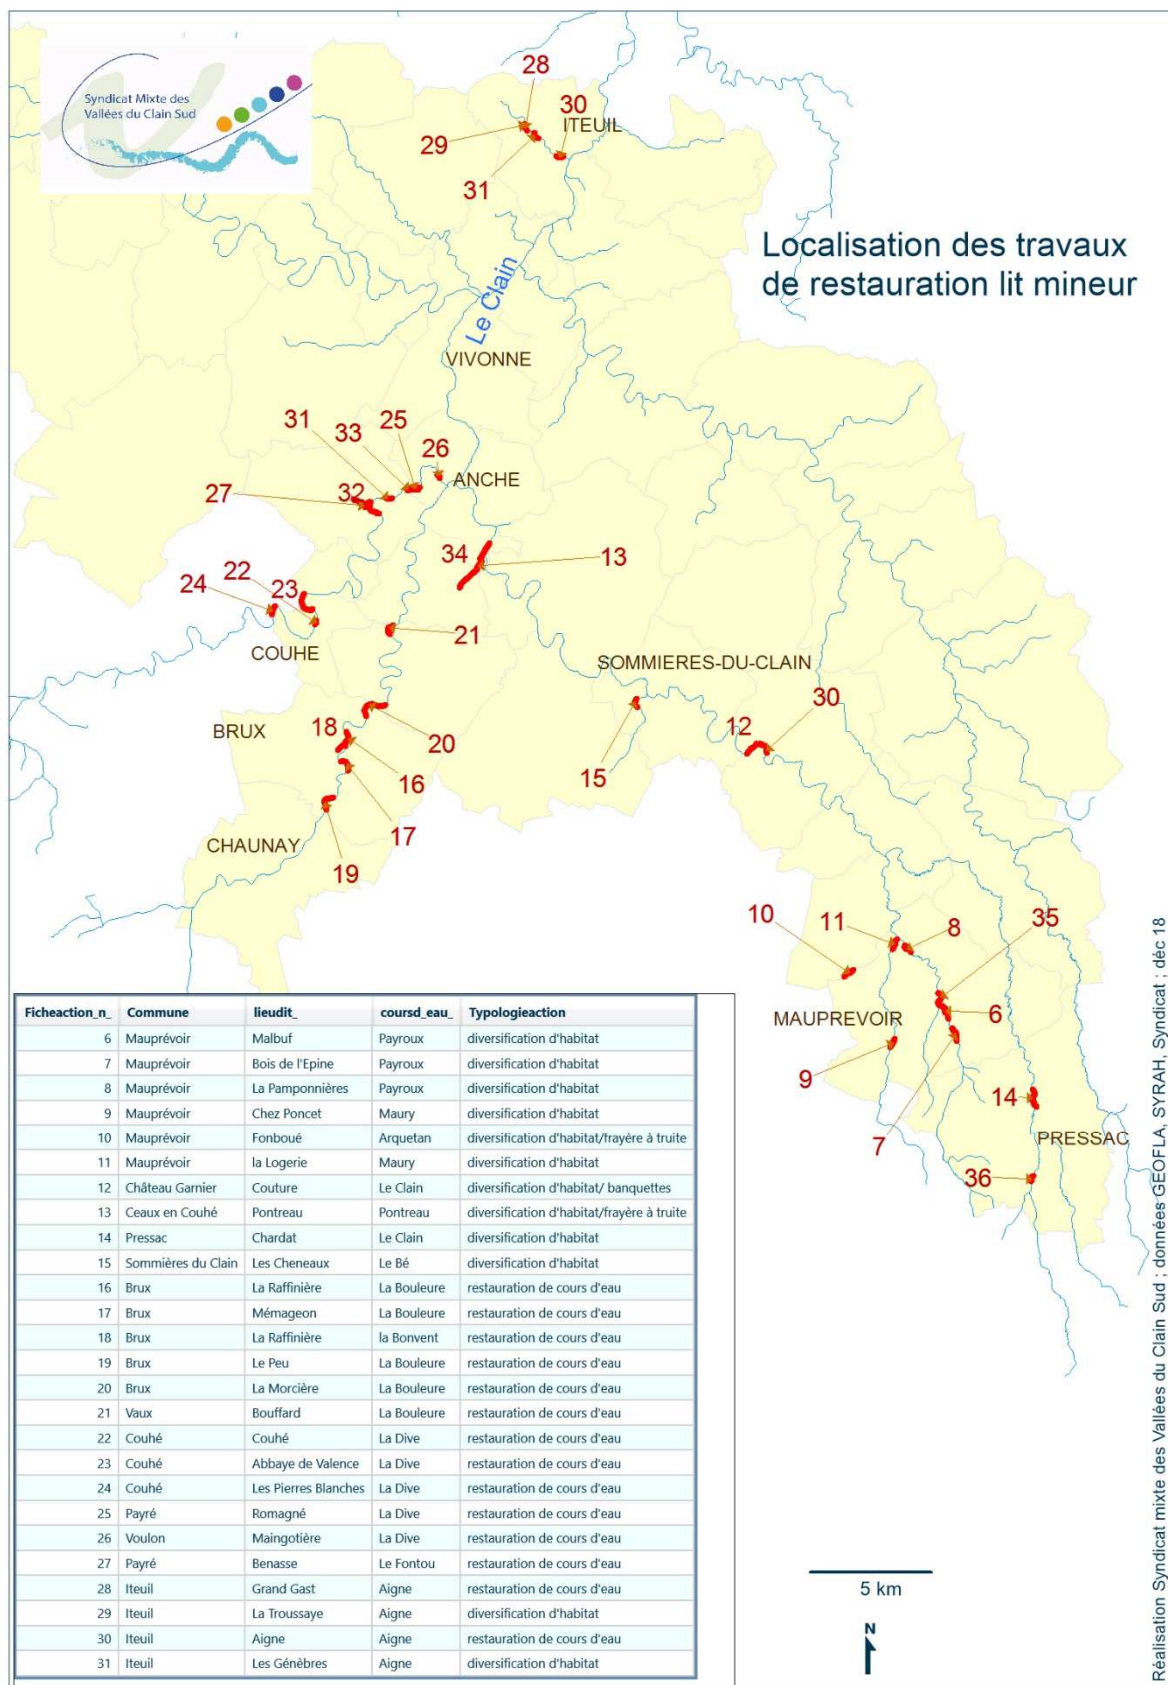 Syndicat Mixte des
Vallées du Clain Sud
28
30
ITEUIL
29
31
Localisation des travaux
de restauration lit mineur
Le Clain
VIVONNE
31
33
25
26
ANCHE
27
32
34
13
22
24
23
21
COUHE
SOMMIERES-DU-CLAIN
30
BRUX
18
20
12
15
16
17
CHAUNAY
19
10
11
8
35
MAUPREVOIR
6
9
14
7
PRESSAC
36
Ficheaction_n_ Commune lieudit_ coursd_eau_ Typologieaction
6 Mauprévoir Malbuf Payroux diversification d'habitat
7 Mauprévoir Bois de l'Epine Payroux diversification d'habitat
8 Mauprévoir La Pamponnières Payroux diversification d'habitat
9 Mauprévoir Chez Poncet Maury diversification d'habitat
10 Mauprévoir Fonboué Arquetan diversification d'habitat/frayère à truite
11 Mauprévoir la Logerie Maury diversification d'habitat
12 Château Garnier Couture Le Clain diversification d'habitat/ banquettes
13 Ceaux en Couhé Pontreau Pontreau diversification d'habitat/frayère à truite
14 Pressac Chardat Le Clain diversification d'habitat
15 Sommières du Clain Les Cheneaux Le Bé diversification d'habitat
16 Brux La Raffinière La Bouleure restauration de cours d'eau
17 Brux Mémageon La Bouleure restauration de cours d'eau
18 Brux La Raffinière la Bonvent restauration de cours d'eau
19 Brux Le Peu La Bouleure restauration de cours d'eau
20 Brux La Morcière La Bouleure restauration de cours d'eau
21 Vaux Bouffard La Bouleure restauration de cours d'eau
22 Couhé Couhé La Dive restauration de cours d'eau
23 Couhé Abbaye de Valence La Dive restauration de cours d'eau
24 Couhé Les Pierres Blanches La Dive restauration de cours d'eau
25 Payré Romagné La Dive restauration de cours d'eau
26 Voulon Maingotière La Dive restauration de cours d'eau
27 Payré Benasse Le Fontou restauration de cours d'eau
28 Iteuil Grand Gast Aigne restauration de cours d'eau
29 Iteuil La Troussaye Aigne diversification d'habitat
30 Iteuil Aigne Aigne restauration de cours d'eau
31 Iteuil Les Génèbres Aigne diversification d'habitat
5 km
N
Réalisation Syndicat mixte des Vallées du Clain Sud ; données GEOFLA, SYRAH, Syndicat ; déc 18